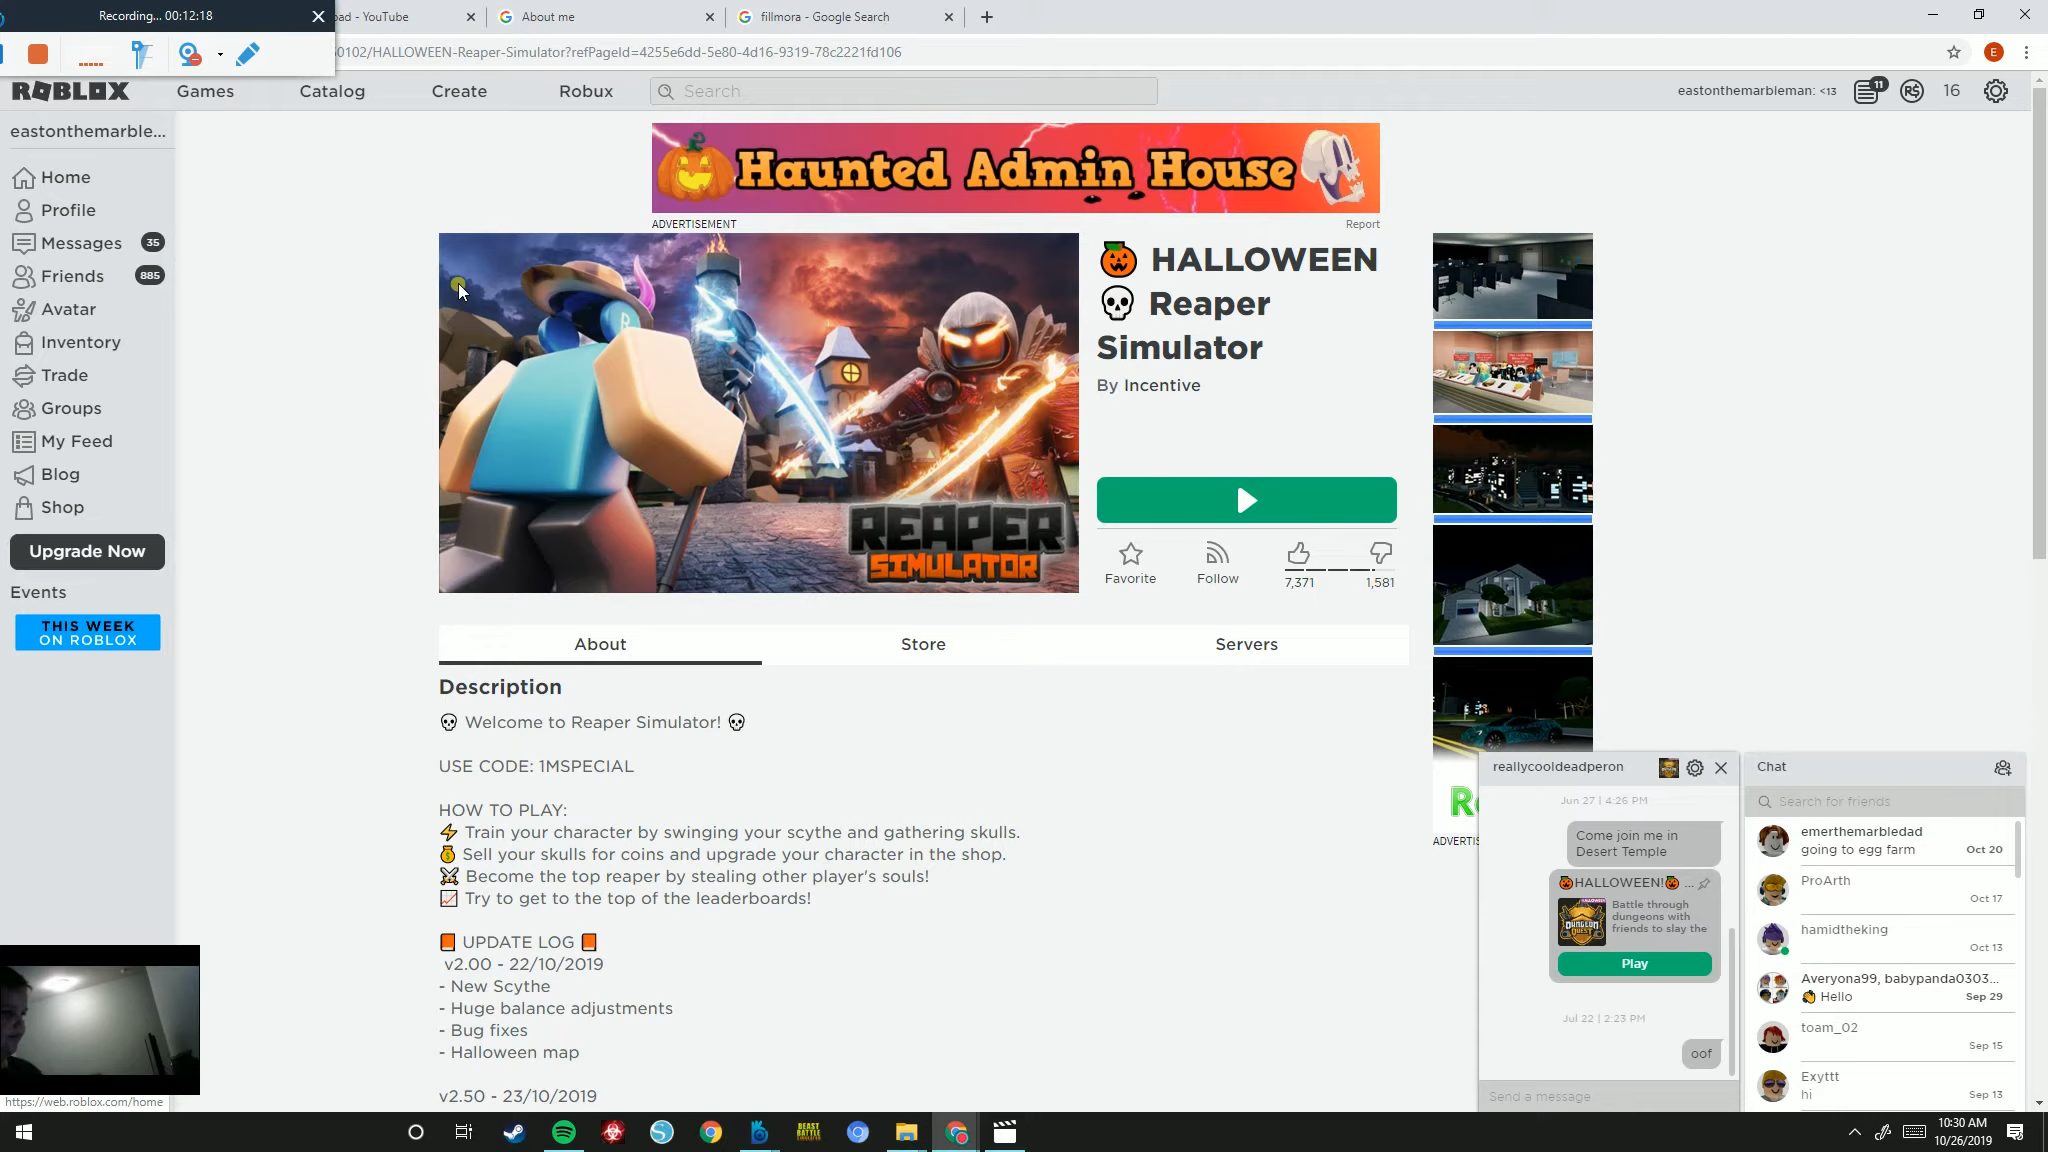 Recording... 00:12:18
oad - YouTube
About me
fillmora - Google Search
0102/HALLOWEEN-Reaper-Simulator?refPageId=4255e6dd-5e80-4d16-9319-78c2221fd106
E
ROBLOX
Games
Catalog
Create
Robux
Search
eastonthemarbleman: <13
11
R$
16
eastonthemarble...
Home
Profile
Messages 35
Friends 885
Avatar
Inventory
Trade
Groups
My Feed
Blog
Shop
Upgrade Now
Events
THIS WEEK
ON ROBLOX
Haunted Admin House
ADVERTISEMENT
Report
REAPER
SIMULATOR
🎃 HALLOWEEN
💀 Reaper
Simulator
By Incentive
Favorite
Follow
7,371
1,581
About
Store
Servers
Description
💀 Welcome to Reaper Simulator! 💀
USE CODE: 1MSPECIAL
HOW TO PLAY:
⚡ Train your character by swinging your scythe and gathering skulls.
💰 Sell your skulls for coins and upgrade your character in the shop.
⚔ Become the top reaper by stealing other player's souls!
📈 Try to get to the top of the leaderboards!
📙 UPDATE LOG 📙
v2.00 - 22/10/2019
- New Scythe
- Huge balance adjustments
- Bug fixes
- Halloween map
v2.50 - 23/10/2019
https://web.roblox.com/home
ADVERTIS
reallycooldeadperon
Jun 27 | 4:26 PM
Come join me in
Desert Temple
🎃HALLOWEEN!🎃 ...
DUNGEON
QUEST
Battle through
dungeons with
friends to slay the
Play
Jul 22 | 2:23 PM
oof
Send a message
Chat
Search for friends
emerthemarbledad
going to egg farm Oct 20
ProArth
Oct 17
hamidtheking
Oct 13
Averyona99, babypanda0303...
👏 Hello Sep 29
toam_02
Sep 15
Exyttt
hi Sep 13
BEAST
BATTLE
10:30 AM
10/26/2019